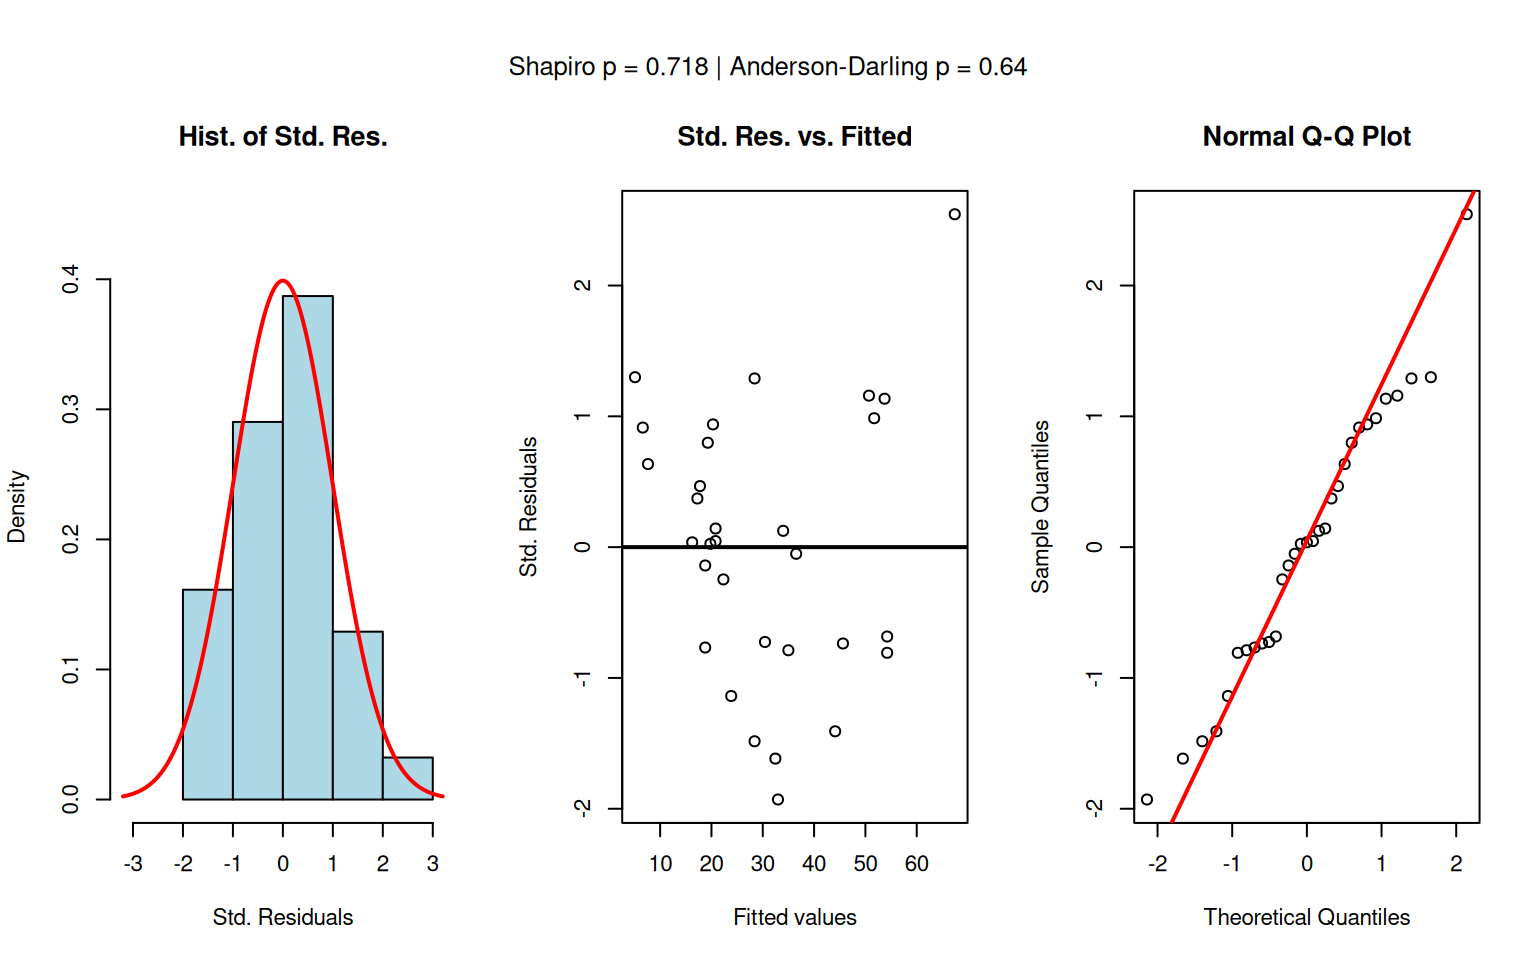 Shapiro p = 0.718 | Anderson-Darling p = 0.64
Hist. of Std. Res.
Density
0.0 0.1 0.2 0.3 0.4
-3 -2 -1 0 1 2 3
Std. Residuals
Std. Res. vs. Fitted
Std. Residuals
-2 -1 0 1 2
10 20 30 40 50 60
Fitted values
Normal Q-Q Plot
Sample Quantiles
-2 -1 0 1 2
-2 -1 0 1 2
Theoretical Quantiles